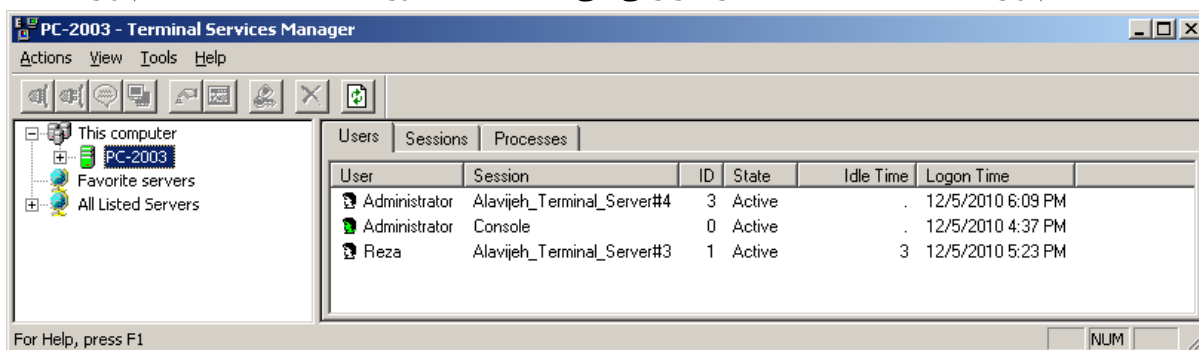 PC-2003 - Terminal Services Manager
Actions View Tools Help
This computer
PC-2003
Favorite servers
All Listed Servers
Users Sessions Processes
User Session ID State Idle Time Logon Time
Administrator Alavijeh_Terminal_Server#4 3 Active . 12/5/2010 6:09 PM
Administrator Console 0 Active . 12/5/2010 4:37 PM
Reza Alavijeh_Terminal_Server#3 1 Active 3 12/5/2010 5:23 PM
For Help, press F1 NUM